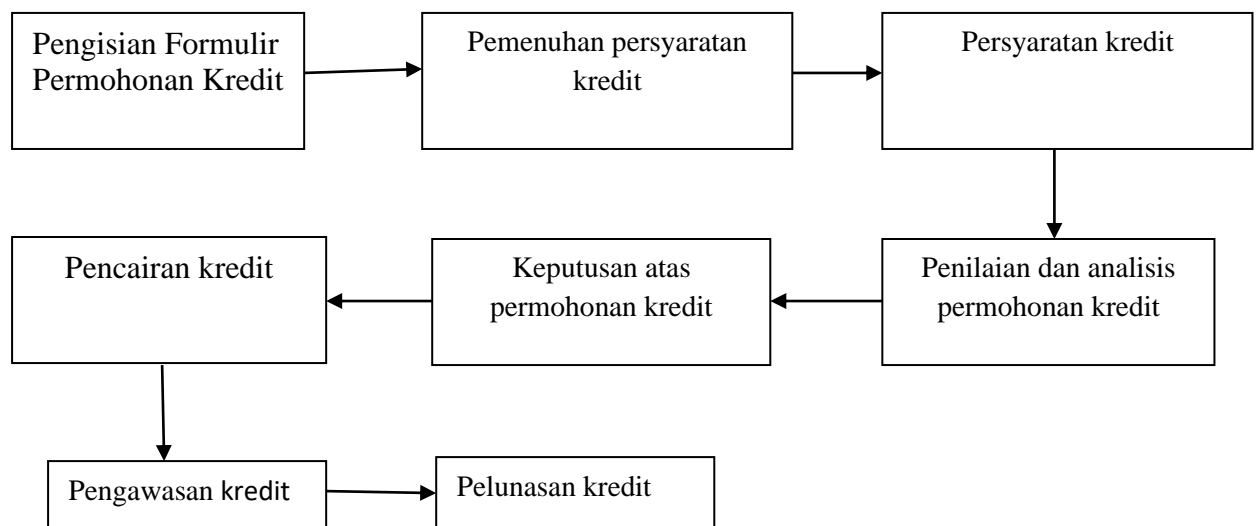 Pengisian Formulir
Permohonan Kredit
Pemenuhan persyaratan
kredit
Persyaratan kredit
Penilaian dan analisis
permohonan kredit
Keputusan atas
permohonan kredit
Pencairan kredit
Pengawasan kredit
Pelunasan kredit